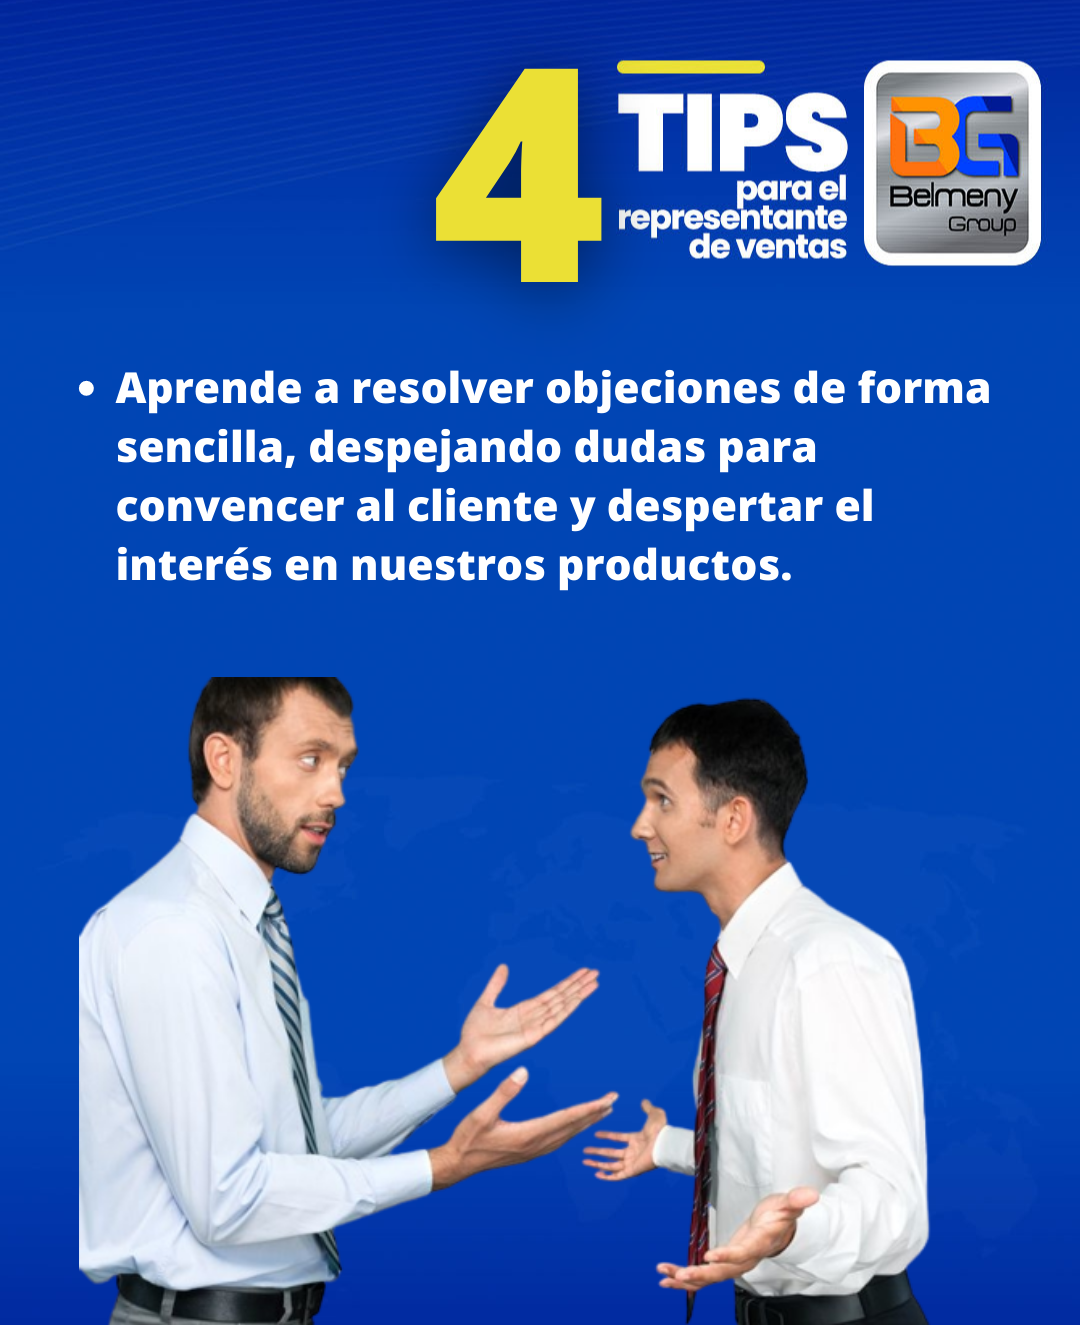 4
TIPS
para el
representante
de ventas
BG
Belmeny
Group
• Aprende a resolver objeciones de forma
sencilla, despejando dudas para
convencer al cliente y despertar el
interés en nuestros productos.